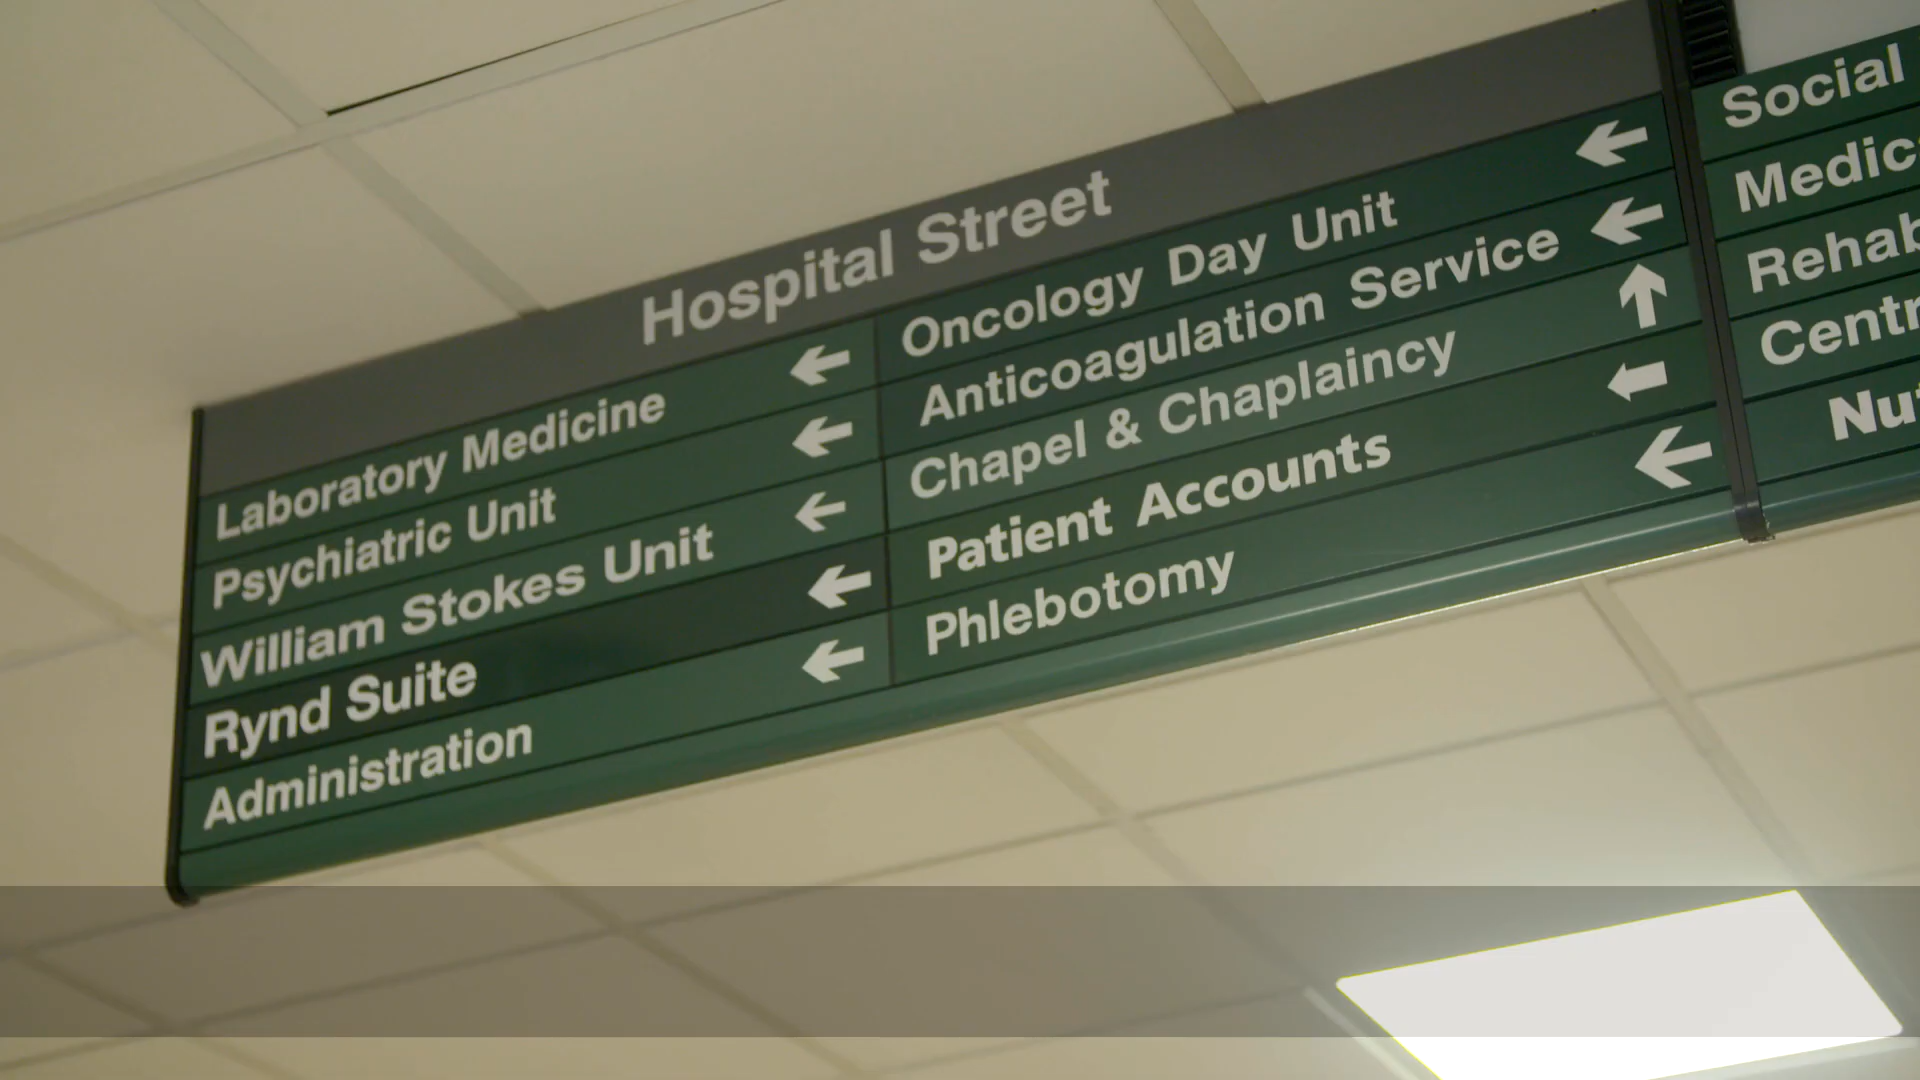 Hospital Street
Laboratory Medicine
Psychiatric Unit
William Stokes Unit
Rynd Suite
Administration
Oncology Day Unit
Anticoagulation Service
Chapel & Chaplaincy
Patient Accounts
Phlebotomy
Social